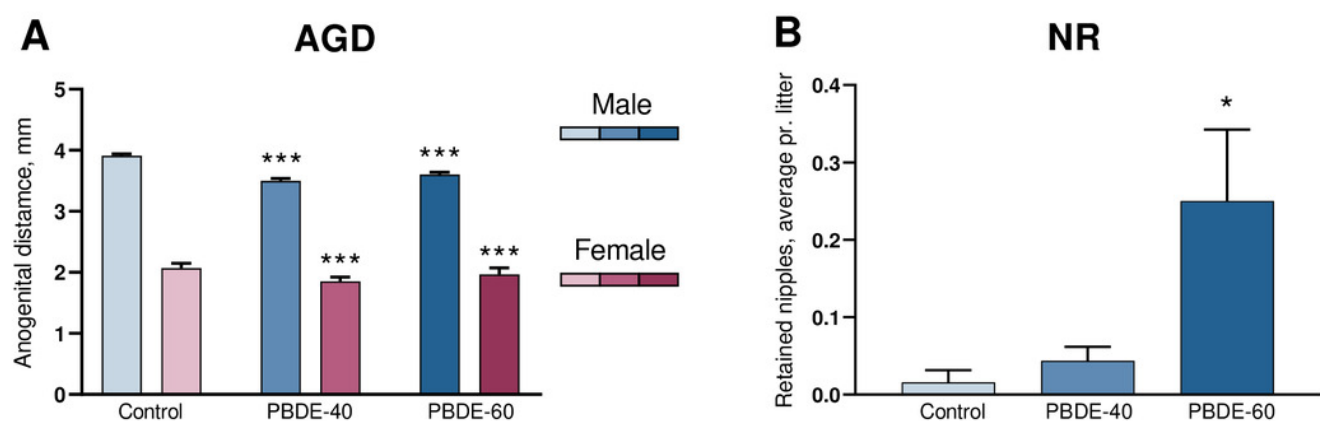 A
AGD
Anogenital distamce, mm
5
4
3
2
1
0
***
***
***
***
Control
PBDE-40
PBDE-60
Male
Female
B
NR
Retained nipples, average pr. litter
0.4
0.3
0.2
0.1
0.0
*
Control
PBDE-40
PBDE-60